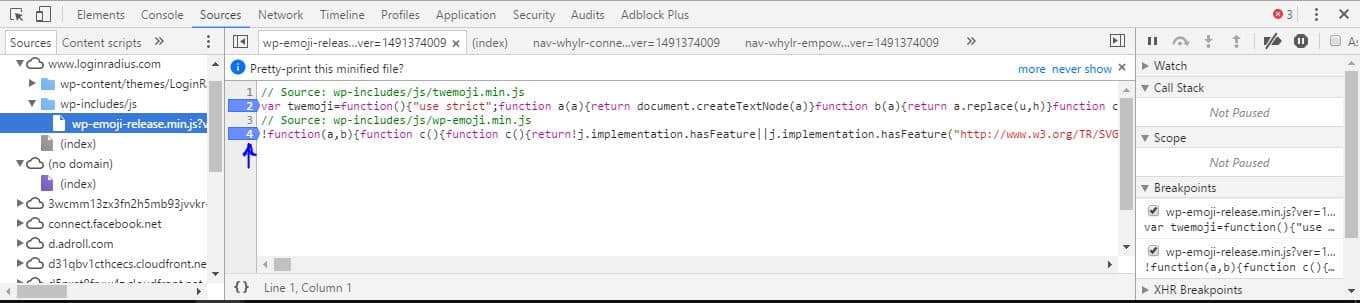 Elements Console Sources Network Timeline Profiles Application Security Audits Adblock Plus 3
Sources Content scripts »
wp-emoji-releas...ver=1491374009 × (index) nav-whylr-conne...ver=1491374009 nav-whylr-empow...ver=1491374009 »
As
www.loginradius.com
wp-content/themes/LoginRa
wp-includes/js
wp-emoji-release.min.js?v
(index)
(no domain)
(index)
3wcmm13zx3fn2h5mb93jvvkr-
connect.facebook.net
d.adroll.com
d31qbv1cthcecs.cloudfront.ne
Pretty-print this minified file? more never show ×
1 // Source: wp-includes/js/twemoji.min.js
2 var twemoji=function(){"use strict";function a(a){return document.createTextNode(a)}function b(a){return a.replace(u,h)}function c
3 // Source: wp-includes/js/wp-emoji.min.js
4 !function(a,b){function c(){function c(){return!j.implementation.hasFeature||j.implementation.hasFeature("http://www.w3.org/TR/SVG
{} Line 1, Column 1
Watch
Call Stack
Not Paused
Scope
Not Paused
Breakpoints
wp-emoji-release.min.js?ver=1...
var twemoji=function(){"use ...
wp-emoji-release.min.js?ver=1...
!function(a,b){function c(){...
XHR Breakpoints